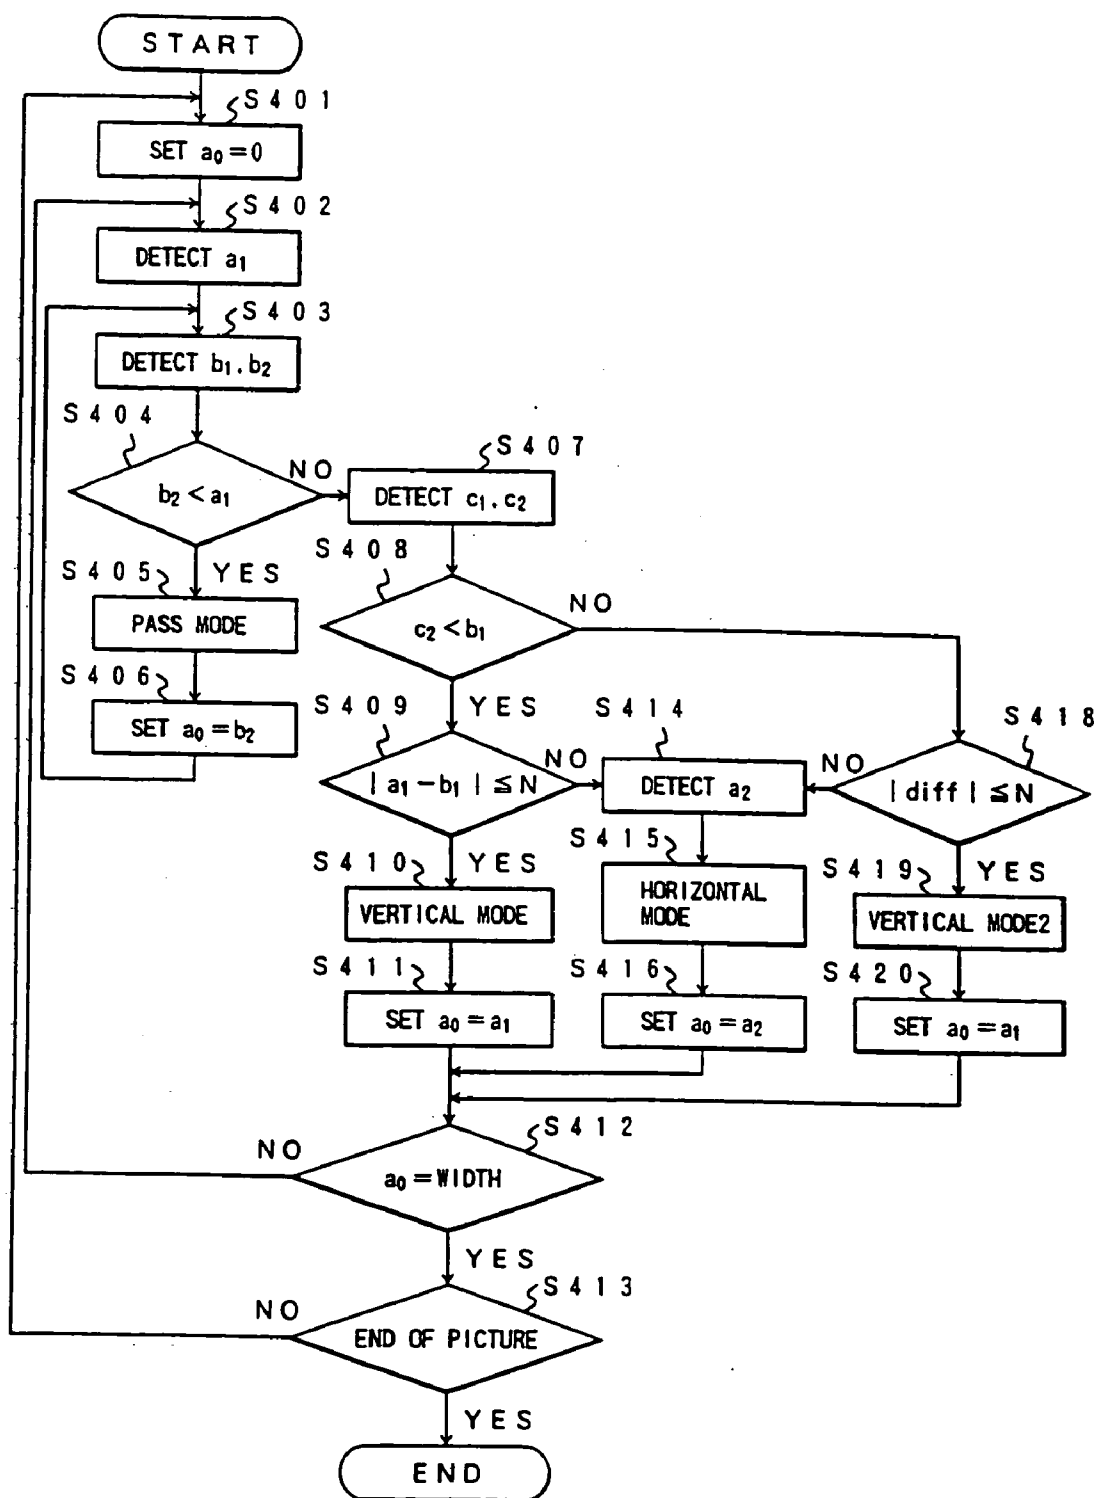 START
S401
SET a₀=0
S402
DETECT a₁
S403
DETECT b₁.b₂
S404
b₂<a₁
NO
S407
DETECT c₁.c₂
YES
S405
PASS MODE
S406
SET a₀=b₂
S408
c₂<b₁
NO
YES
S409
|a₁−b₁|≦N
NO
S414
DETECT a₂
S418
|diff|≦N
NO
YES
S410
VERTICAL MODE
S415
HORIZONTAL
MODE
YES
S419
VERTICAL MODE2
S411
SET a₀=a₁
S416
SET a₀=a₂
S420
SET a₀=a₁
S412
a₀=WIDTH
NO
YES
S413
END OF PICTURE
NO
YES
END